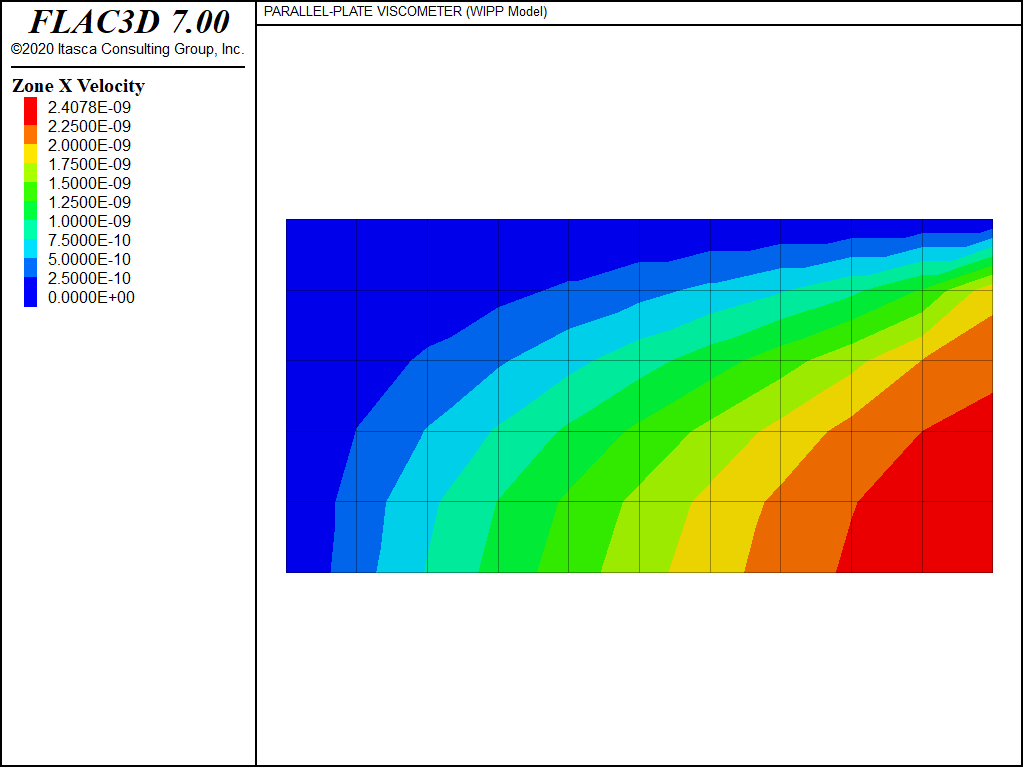 FLAC3D 7.00
©2020 Itasca Consulting Group, Inc.
Zone X Velocity
2.4078E-09
2.2500E-09
2.0000E-09
1.7500E-09
1.5000E-09
1.2500E-09
1.0000E-09
7.5000E-10
5.0000E-10
2.5000E-10
0.0000E+00
PARALLEL-PLATE VISCOMETER (WIPP Model)